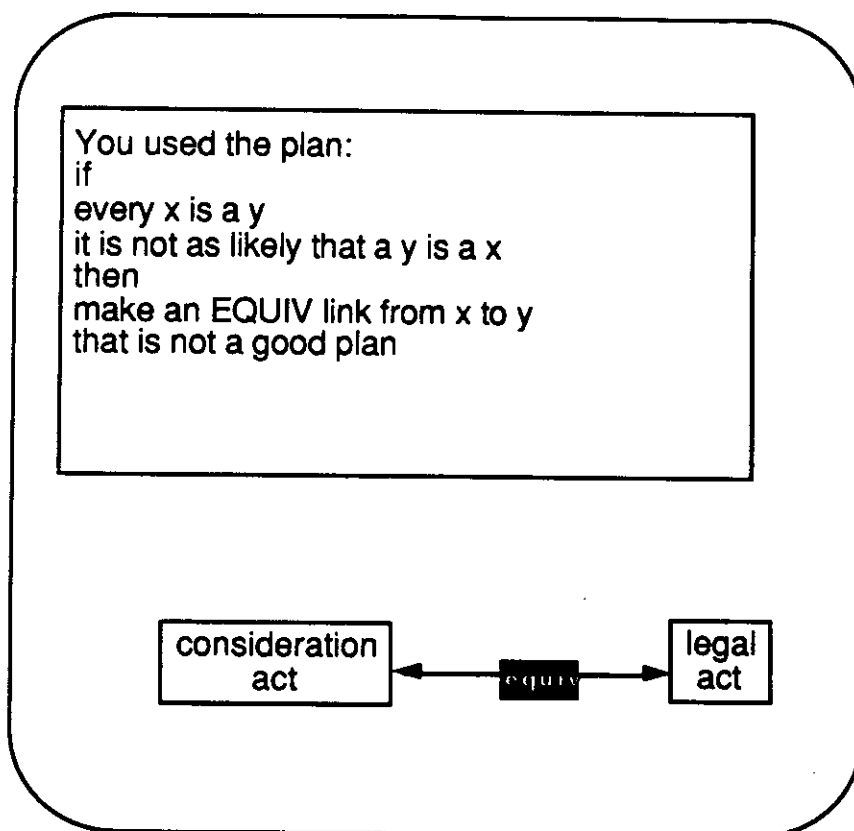 You used the plan:
if
every x is a y
it is not as likely that a y is a x
then
make an EQUIV link from x to y
that is not a good plan
consideration
act
equiv
legal
act